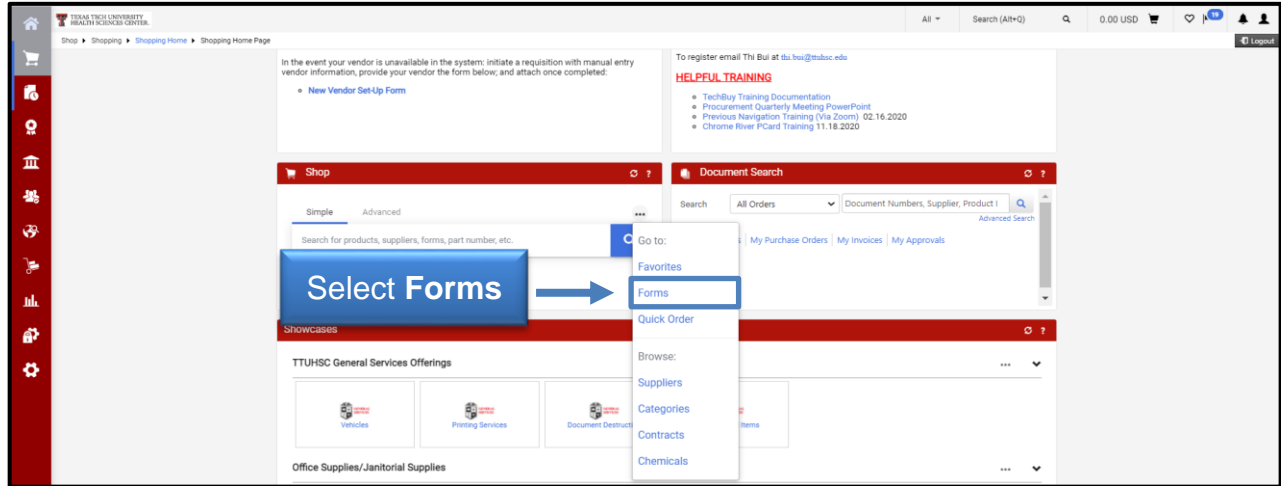 TEXAS TECH UNIVERSITY
HEALTH SCIENCES CENTER.
All
Search (Alt+Q)
0.00 USD
19
Shop ▸ Shopping ▸ Shopping Home ▸ Shopping Home Page
Logout
In the event your vendor is unavailable in the system: initiate a requisition with manual entry
vendor information, provide your vendor the form below; and attach once completed:
New Vendor Set-Up Form
To register email Thi Bui at thi.bui@ttuhsc.edu
HELPFUL TRAINING
TechBuy Training Documentation
Procurement Quarterly Meeting PowerPoint
Previous Navigation Training (Via Zoom) 02.16.2020
Chrome River PCard Training 11.18.2020
Shop
?
Simple
Advanced
Search for products, suppliers, forms, part number, etc.
Document Search
?
Search
All Orders
Document Numbers, Supplier, Product I
Advanced Search
My Purchase Orders
My Invoices
My Approvals
Go to:
Favorites
Forms
Quick Order
Browse:
Suppliers
Categories
Contracts
Chemicals
Select Forms
Showcases
?
TTUHSC General Services Offerings
Vehicles
Printing Services
Document Destruct
Items
Office Supplies/Janitorial Supplies